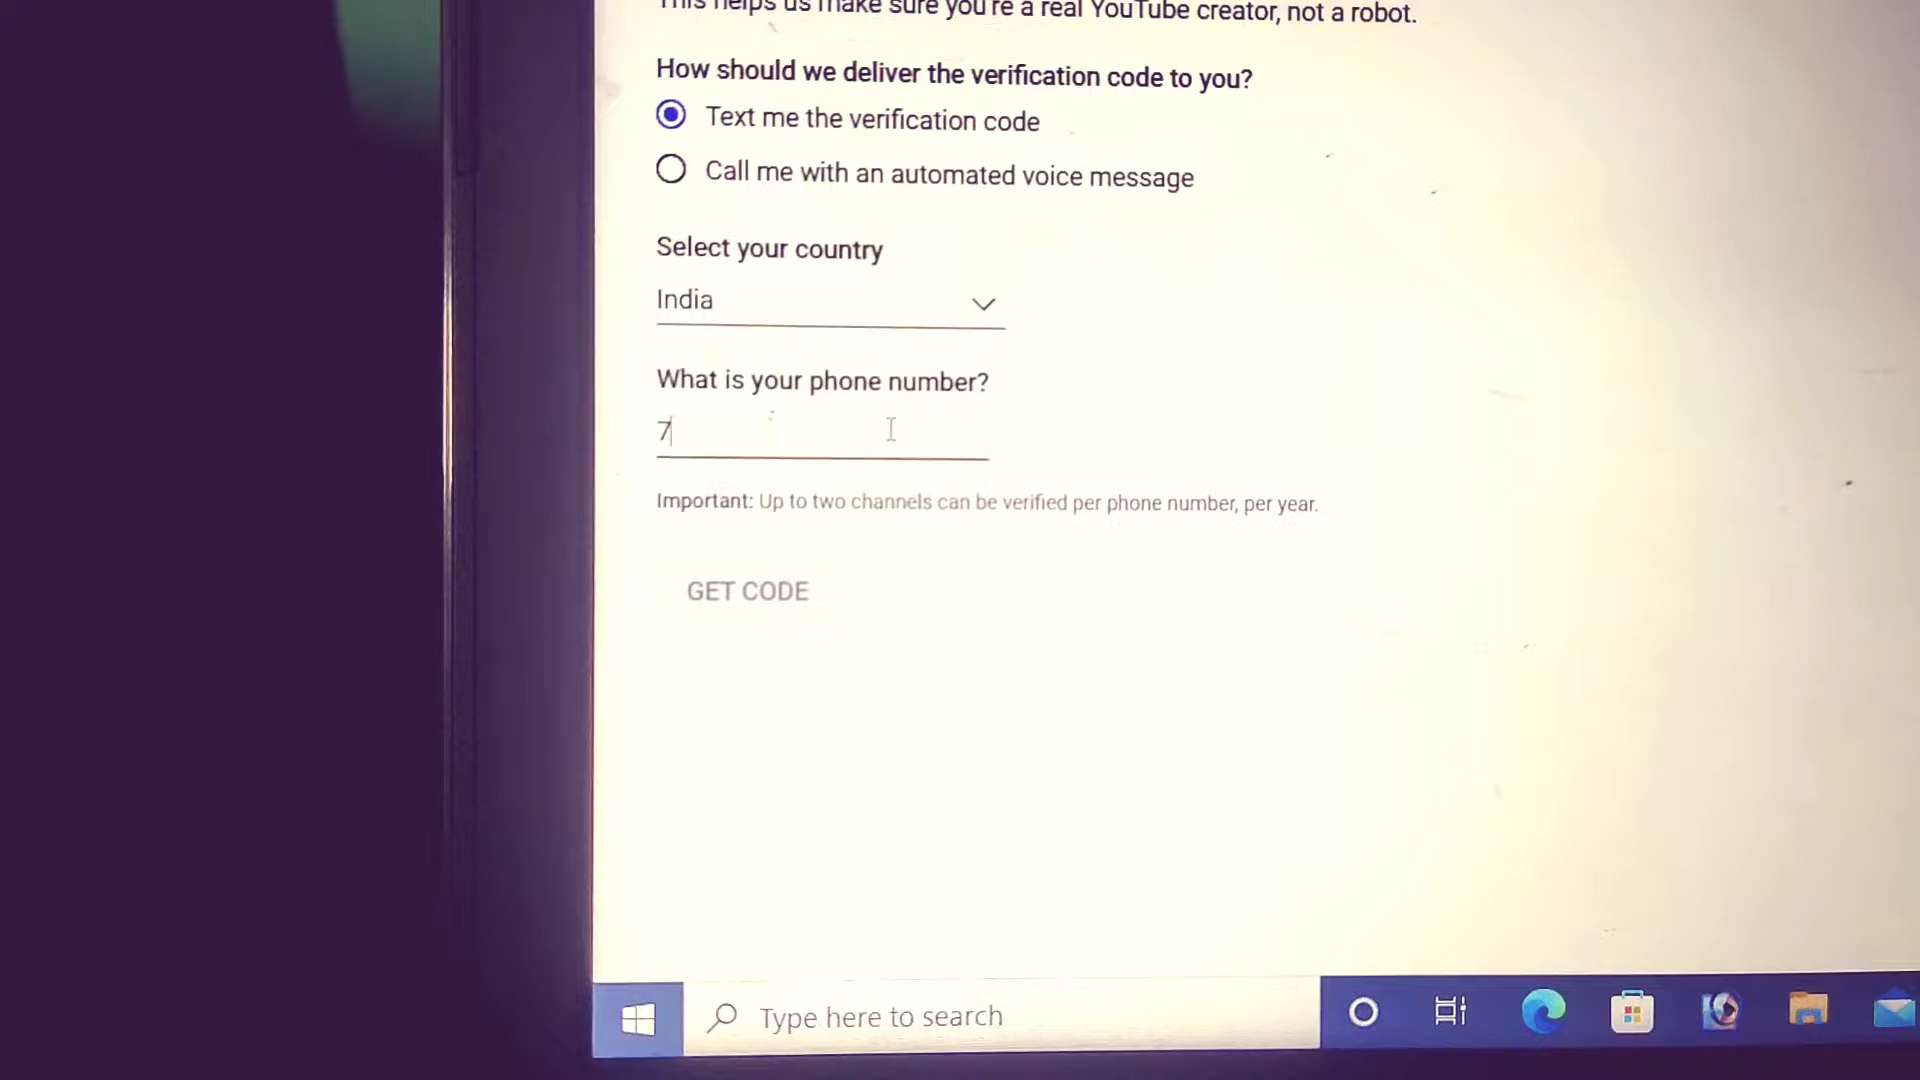 This helps us make sure you're a real YouTube creator, not a robot.
How should we deliver the verification code to you?
Text me the verification code
Call me with an automated voice message
Select your country
India
What is your phone number?
7
Important: Up to two channels can be verified per phone number, per year.
GET CODE
Type here to search